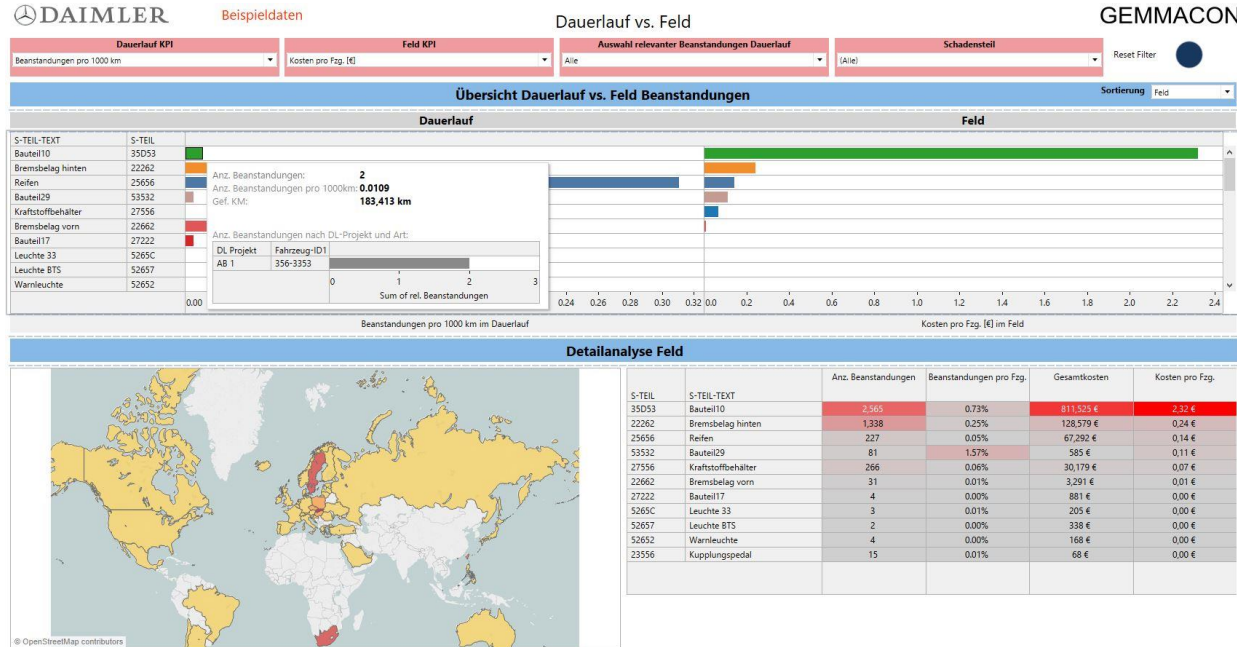 DAIMLER Beispieldaten Dauerlauf vs. Feld GEMMACON
Dauerlauf KPI Feld KPI Auswahl relevanter Beanstandungen Dauerlauf Schadensteil
Beanstandungen pro 1000 km Kosten pro Fzg. [€] Alle (Alle) Reset Filter
Übersicht Dauerlauf vs. Feld Beanstandungen Sortierung Feld
Dauerlauf Feld
S-TEIL-TEXT S-TEIL
Bauteil10 35D53
Bremsbelag hinten 22262
Reifen 25656
Bauteil29 53532
Kraftstoffbehälter 27556
Bremsbelag vorn 22662
Bauteil17 27222
Leuchte 33 5265C
Leuchte BTS 52657
Warnleuchte 52652
Anz. Beanstandungen: 2
Anz. Beanstandungen pro 1000km: 0.0109
Gef. KM: 183,413 km
Anz. Beanstandungen nach DL-Projekt und Art:
DL Projekt Fahrzeug-ID1
AB 1 356-3353
0 1 2 3
Sum of rel. Beanstandungen
0.00 0.24 0.26 0.28 0.30 0.32 0.0 0.2 0.4 0.6 0.8 1.0 1.2 1.4 1.6 1.8 2.0 2.2 2.4
Beanstandungen pro 1000 km im Dauerlauf Kosten pro Fzg. [€] im Feld
Detailanalyse Feld
S-TEIL S-TEIL-TEXT Anz. Beanstandungen Beanstandungen pro Fzg. Gesamtkosten Kosten pro Fzg.
35D53 Bauteil10 2,565 0.73% 811,525 € 2,32 €
22262 Bremsbelag hinten 1,338 0.25% 128,579 € 0,24 €
25656 Reifen 227 0.05% 67,292 € 0,14 €
53532 Bauteil29 81 1.57% 585 € 0,11 €
27556 Kraftstoffbehälter 266 0.06% 30,179 € 0,07 €
22662 Bremsbelag vorn 31 0.01% 3,291 € 0,01 €
27222 Bauteil17 4 0.00% 881 € 0,00 €
5265C Leuchte 33 3 0.01% 205 € 0,00 €
52657 Leuchte BTS 2 0.00% 338 € 0,00 €
52652 Warnleuchte 4 0.00% 168 € 0,00 €
23556 Kupplungspedal 15 0.01% 68 € 0,00 €
© OpenStreetMap contributors